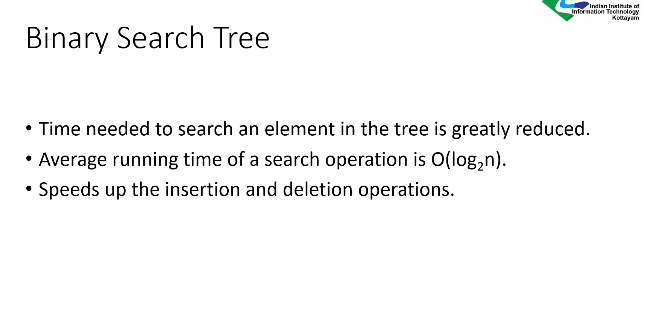 Indian Institute of
Information Technology
Kottayam
Binary Search Tree
• Time needed to search an element in the tree is greatly reduced.
• Average running time of a search operation is O(log₂n).
• Speeds up the insertion and deletion operations.